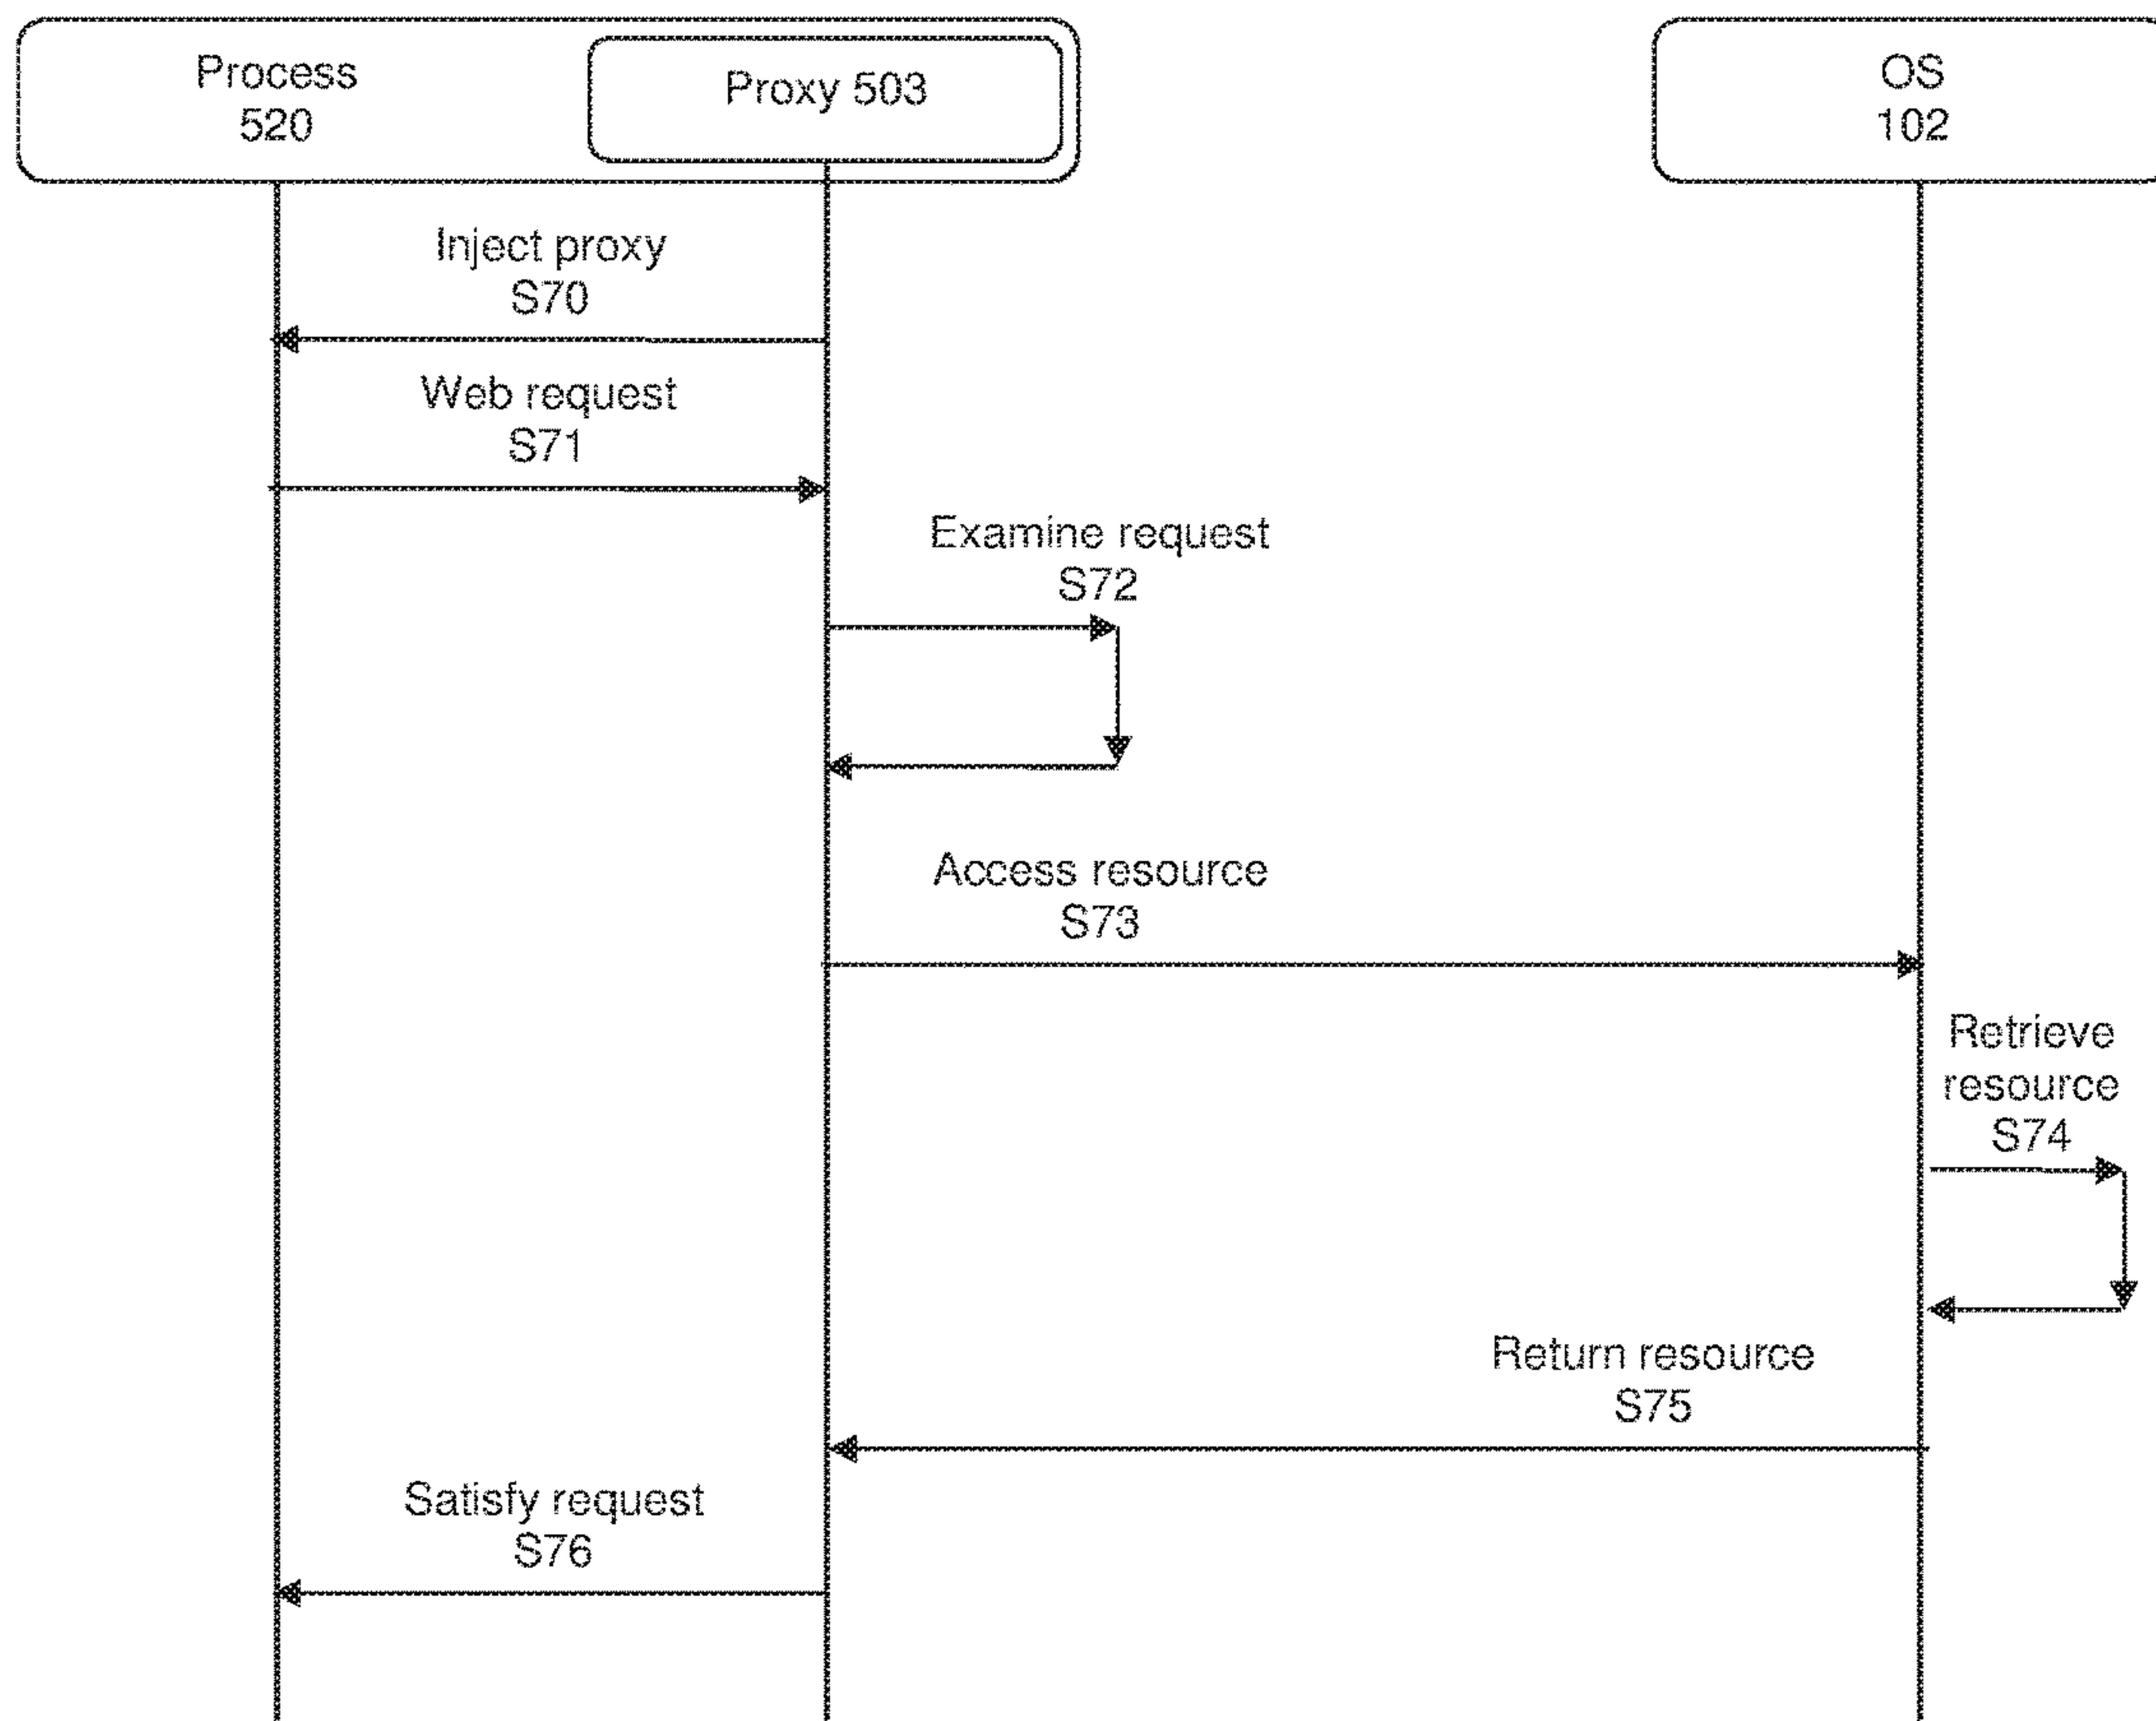 Process
520
Proxy 503
OS
102
Inject proxy
S70
Web request
S71
Examine request
S72
Access resource
S73
Retrieve
resource
S74
Return resource
S75
Satisfy request
S76